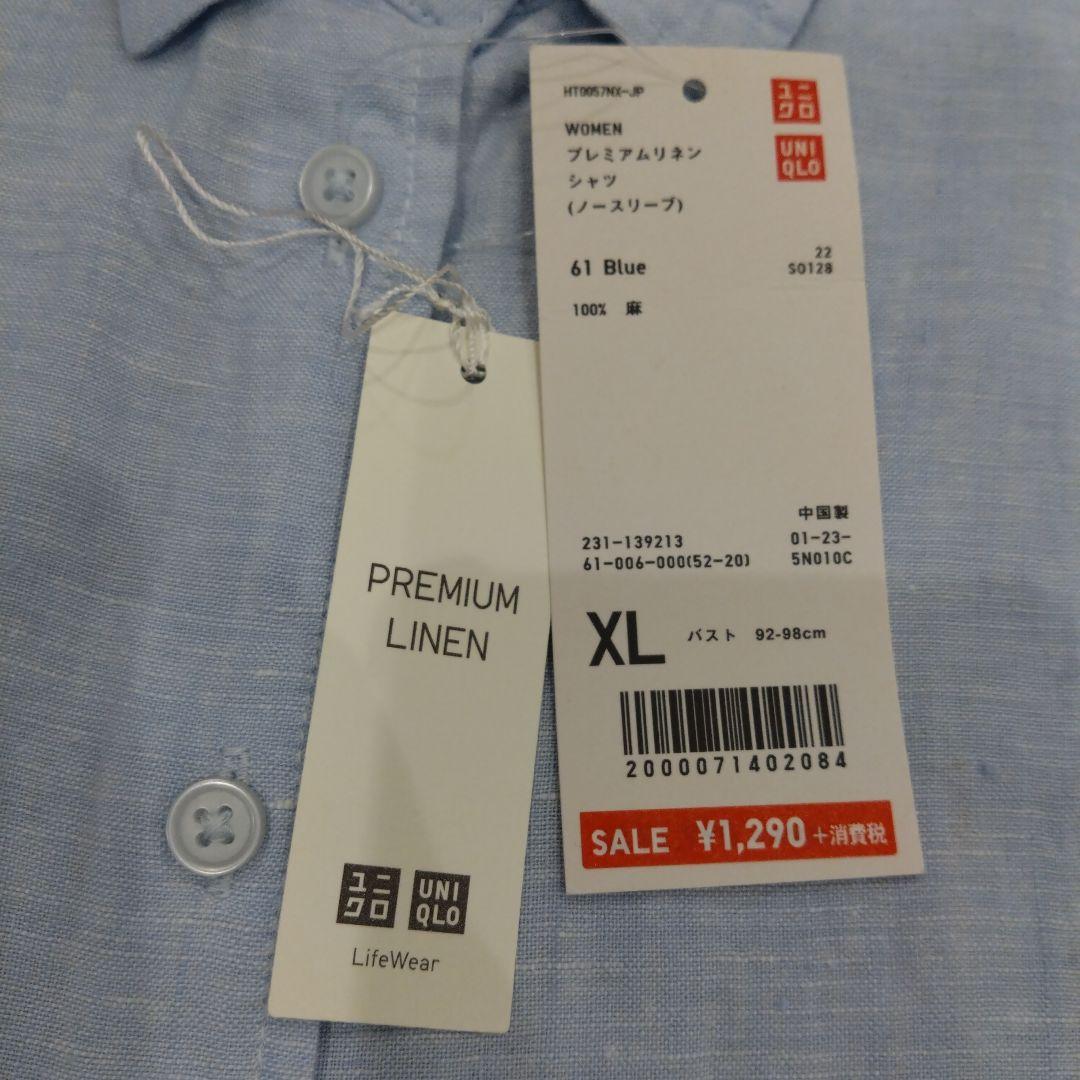 HT0057NX-JP
ユニ
クロ
UNI
QLO
WOMEN
プレミアムリネン
シャツ
(ノースリーブ)
61 Blue
22
S0128
100% 麻
中国製
231-139213
01-23-
61-006-000(52-20)
5N010C
XL バスト 92-98cm
2000071402084
SALE ¥1,290 +消費税
PREMIUM
LINEN
ユニ
クロ
UNI
QLO
LifeWear